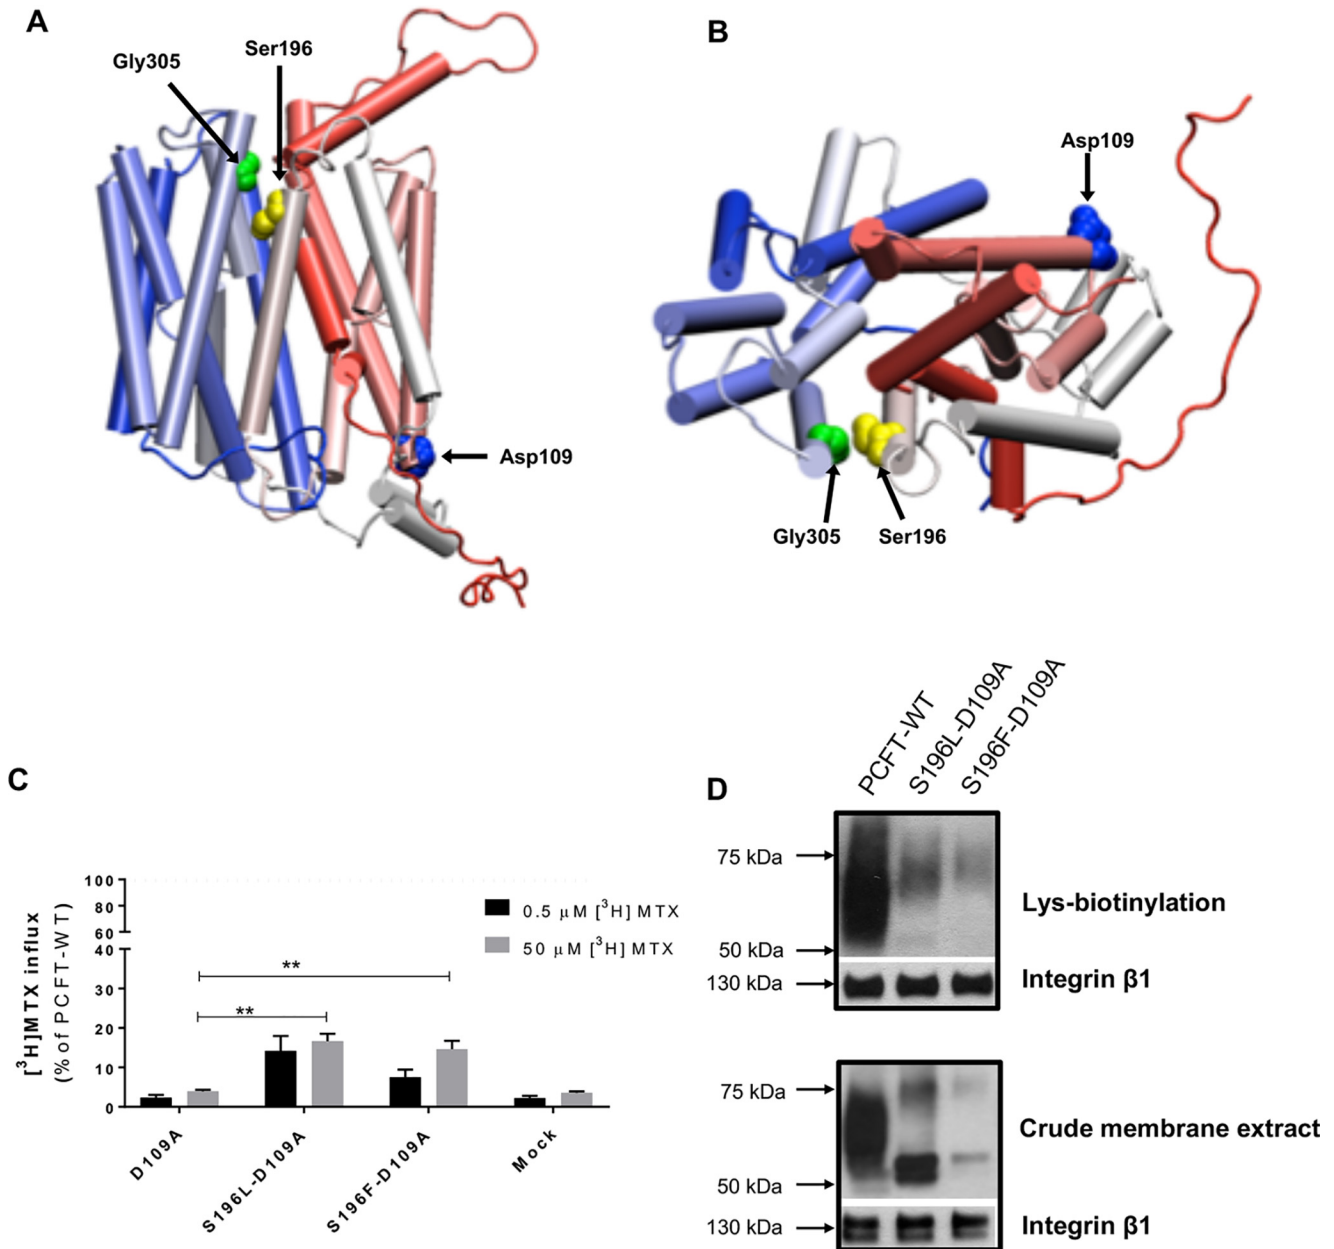 A
Gly305
Ser196
Asp109
B
Asp109
Gly305
Ser196
C
[³H]MTX influx
(% of PCFT-WT)
100
80
60
40
30
20
10
0
0.5 μM [³H] MTX
50 μM [³H] MTX
**
**
D109A
S196L-D109A
S196F-D109A
Mock
D
PCFT-WT
S196L-D109A
S196F-D109A
75 kDa
50 kDa
130 kDa
Lys-biotinylation
Integrin β1
75 kDa
50 kDa
130 kDa
Crude membrane extract
Integrin β1